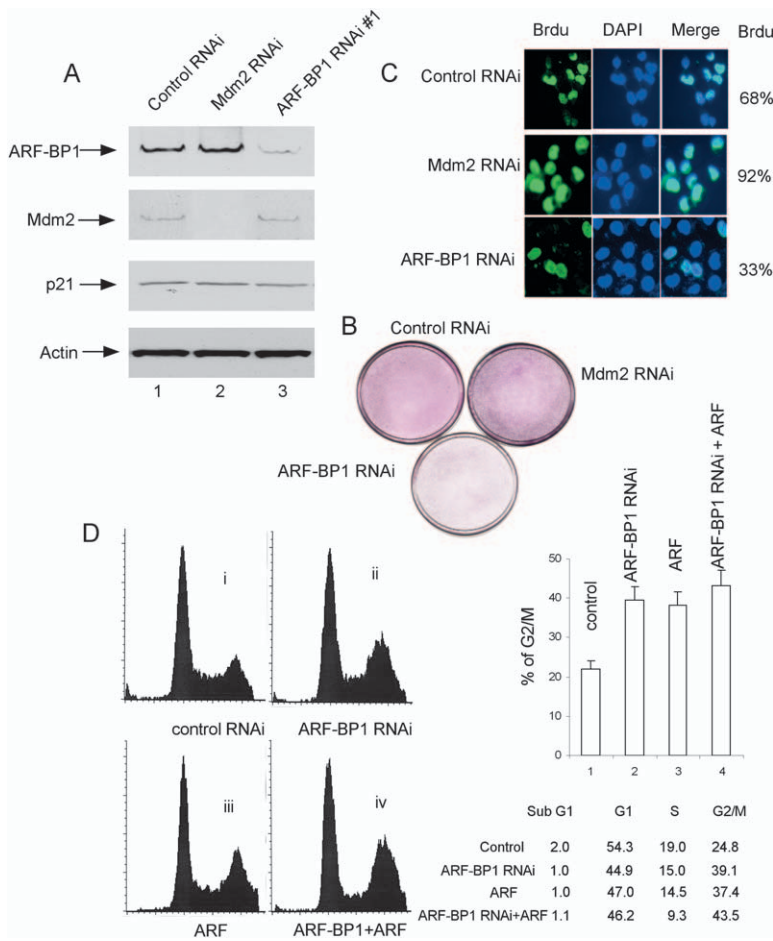 A
Control RNAi
Mdm2 RNAi
ARF-BP1 RNAi #1
ARF-BP1
Mdm2
p21
Actin
1 2 3
C
Brdu DAPI Merge Brdu
Control RNAi 68%
Mdm2 RNAi 92%
ARF-BP1 RNAi 33%
B
Control RNAi
Mdm2 RNAi
ARF-BP1 RNAi
D
i
ii
control RNAi
ARF-BP1 RNAi
iii
iv
ARF
ARF-BP1+ARF
% of G2/M
50
40
30
20
10
0
control
ARF-BP1 RNAi
ARF
ARF-BP1 RNAi + ARF
1 2 3 4
Sub G1 G1 S G2/M
Control 2.0 54.3 19.0 24.8
ARF-BP1 RNAi 1.0 44.9 15.0 39.1
ARF 1.0 47.0 14.5 37.4
ARF-BP1 RNAi+ARF 1.1 46.2 9.3 43.5